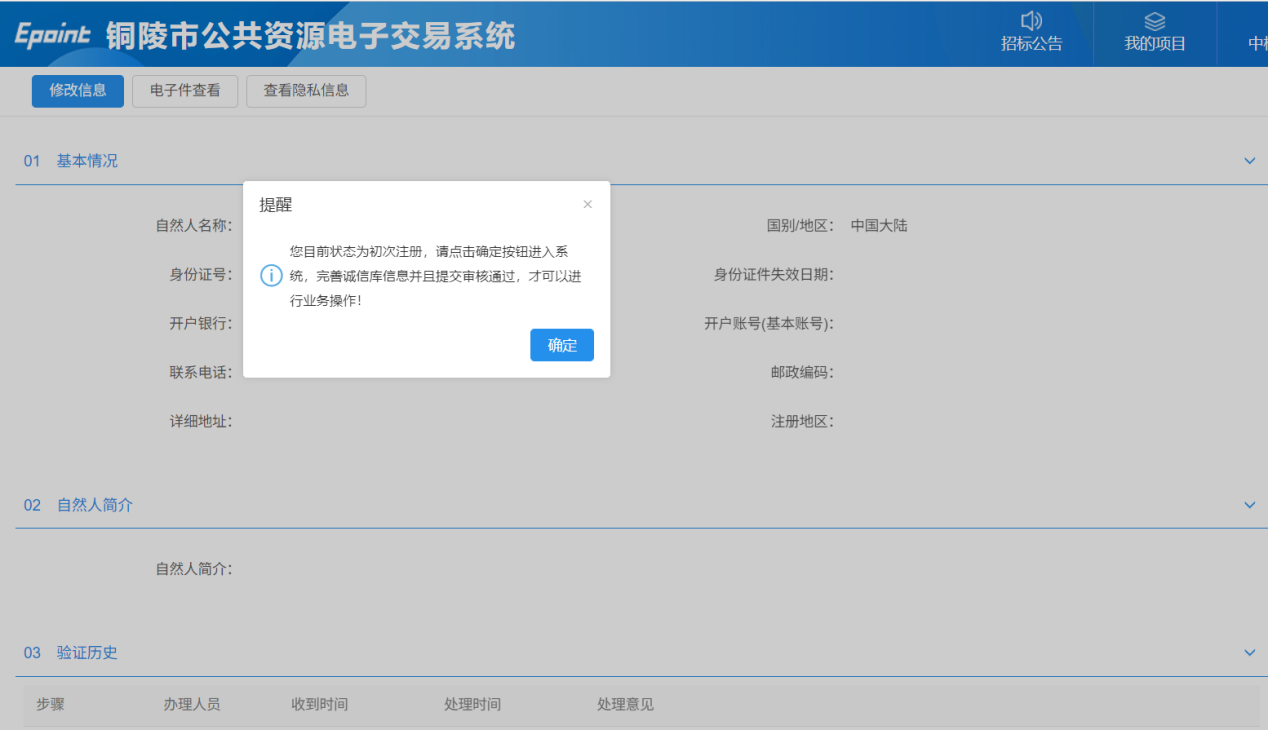 Epoint 铜陵市公共资源电子交易系统
招标公告
我的项目
修改信息
电子件查看
查看隐私信息
01 基本情况
提醒
×
您目前状态为初次注册，请点击确定按钮进入系
统，完善诚信库信息并且提交审核通过，才可以进
行业务操作！
确定
自然人名称：
国别/地区： 中国大陆
身份证号：
身份证件失效日期：
开户银行：
开户账号(基本账号)：
联系电话：
邮政编码：
详细地址：
注册地区：
02 自然人简介
自然人简介：
03 验证历史
步骤 办理人员 收到时间 处理时间 处理意见